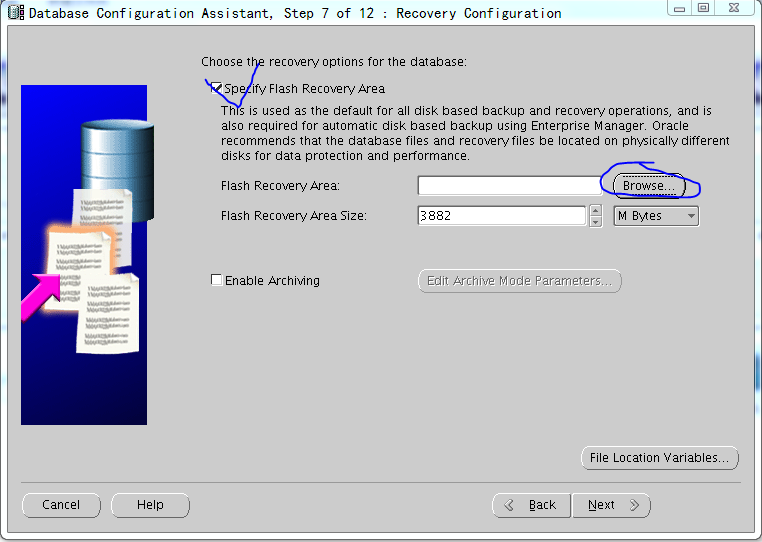 Database Configuration Assistant, Step 7 of 12 : Recovery Configuration
Choose the recovery options for the database:
Specify Flash Recovery Area
This is used as the default for all disk based backup and recovery operations, and is
also required for automatic disk based backup using Enterprise Manager. Oracle
recommends that the database files and recovery files be located on physically different
disks for data protection and performance.
Flash Recovery Area:
Browse...
Flash Recovery Area Size:
3882
M Bytes
Enable Archiving
Edit Archive Mode Parameters...
File Location Variables...
Cancel
Help
Back
Next